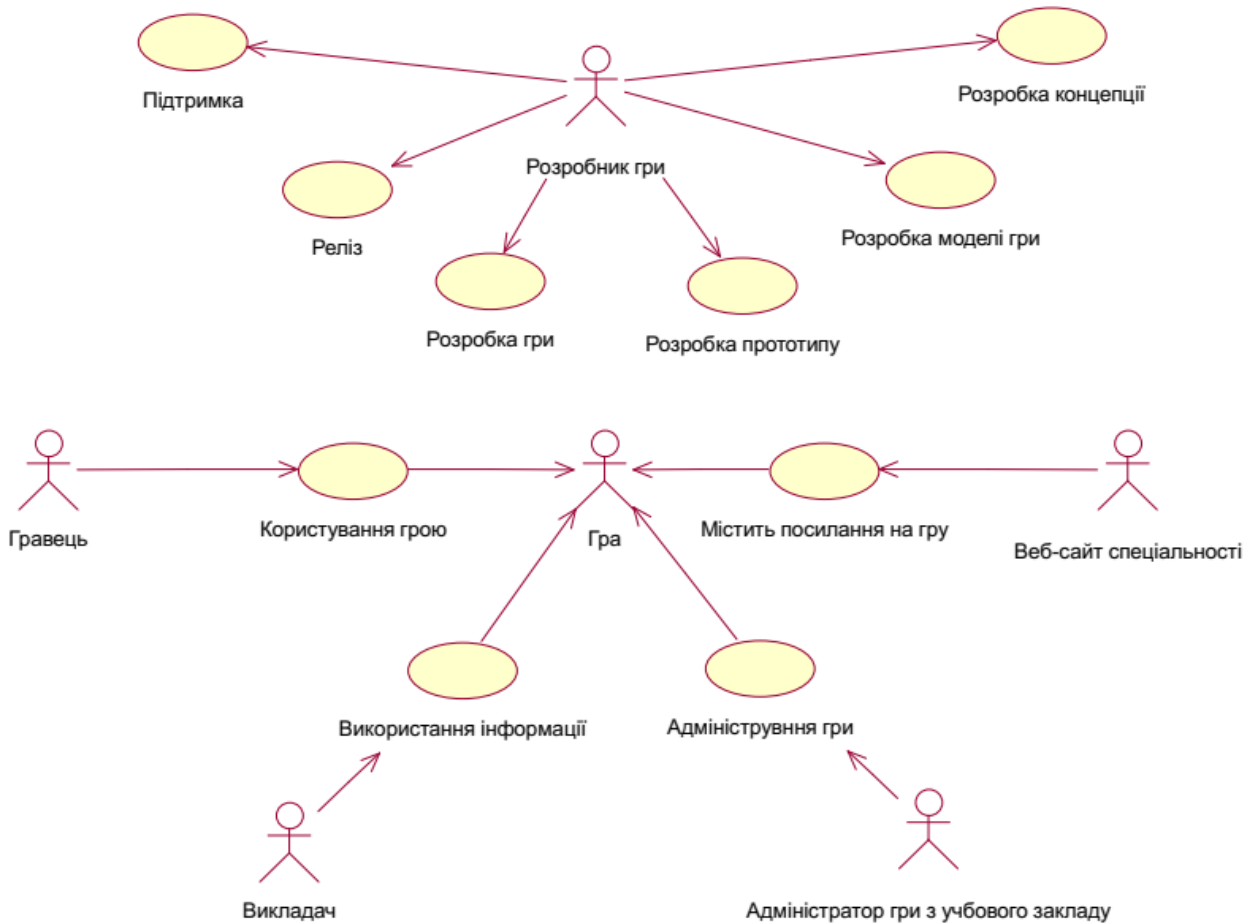 Підтримка
Розробка концепції
Розробник гри
Реліз
Розробка моделі гри
Розробка гри
Розробка прототипу
Гравець
Користування грою
Гра
Містить посилання на гру
Веб-сайт спеціальності
Використання інформації
Адмініструвння гри
Викладач
Адміністратор гри з учбового закладу